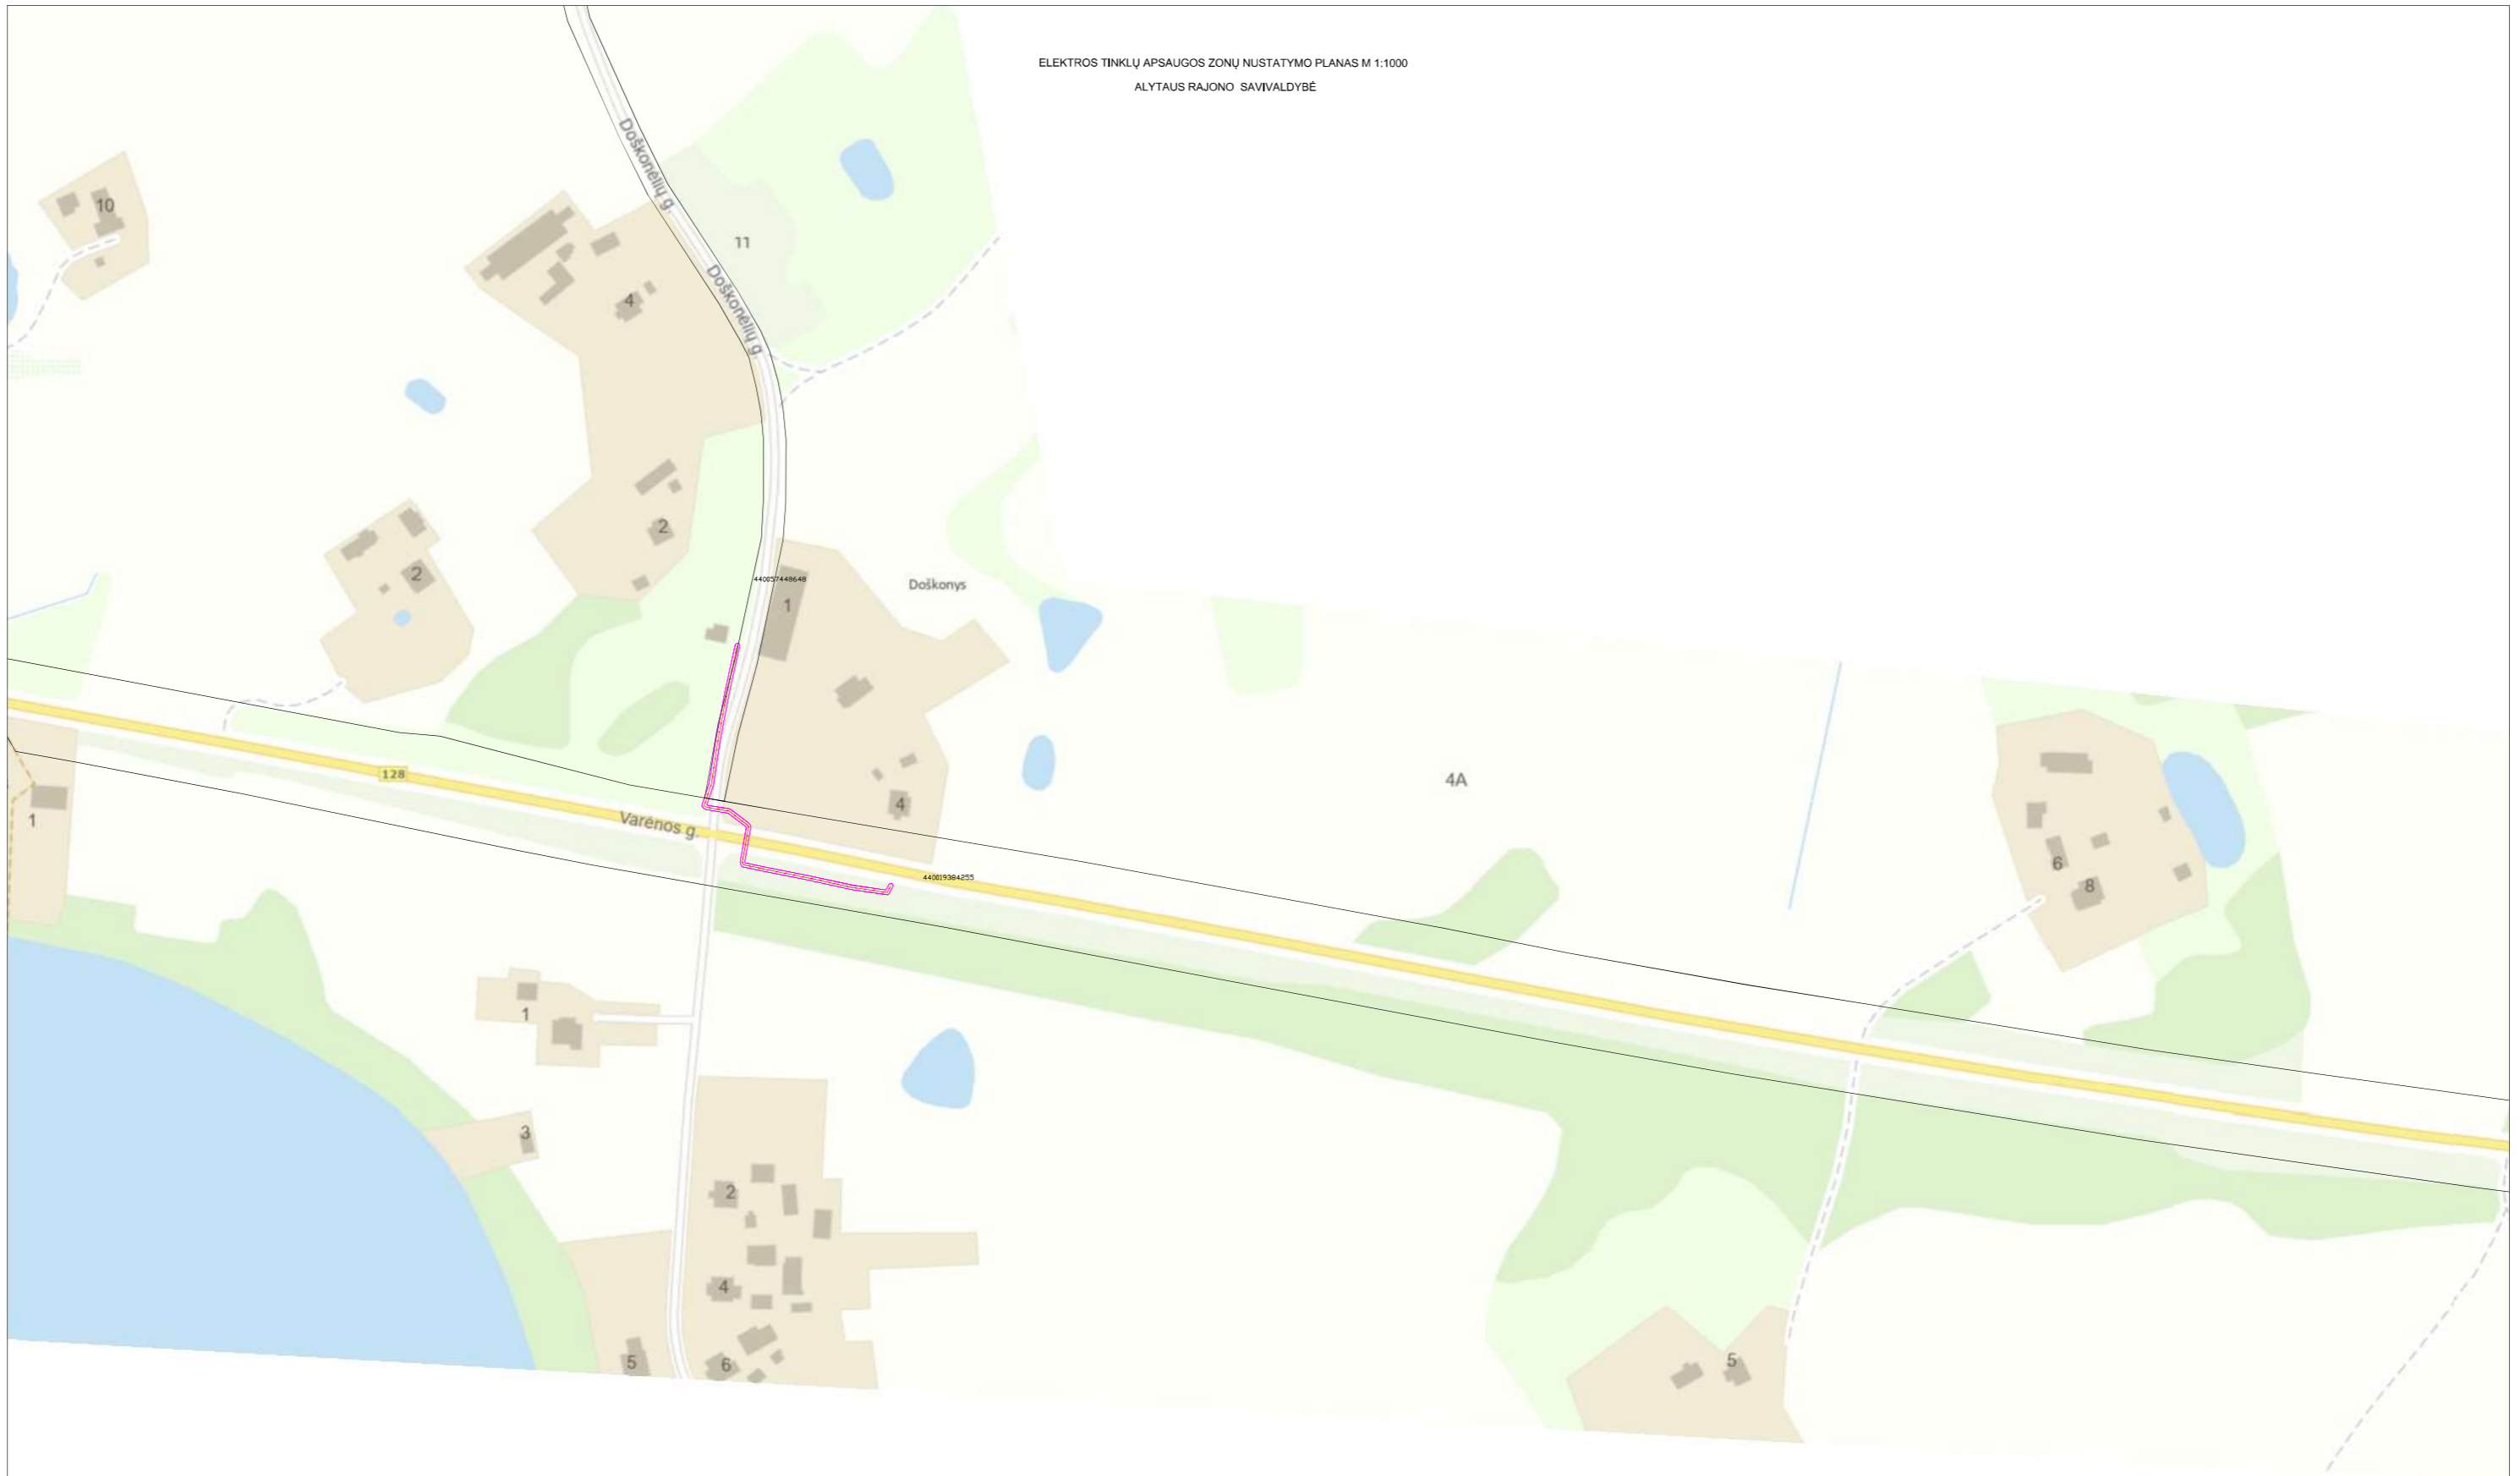 ELEKTROS TINKLŲ APSAUGOS ZONŲ NUSTATYMO PLANAS M 1:1000
ALYTAUS RAJONO SAVIVALDYBĖ
Doškonėlių g.
10
11
Doškonėlių g.
4
2
2
440057448648
1
Doškonys
128
4A
4
1
Varėnos g.
440019384255
6
8
1
3
2
4
5
6
5